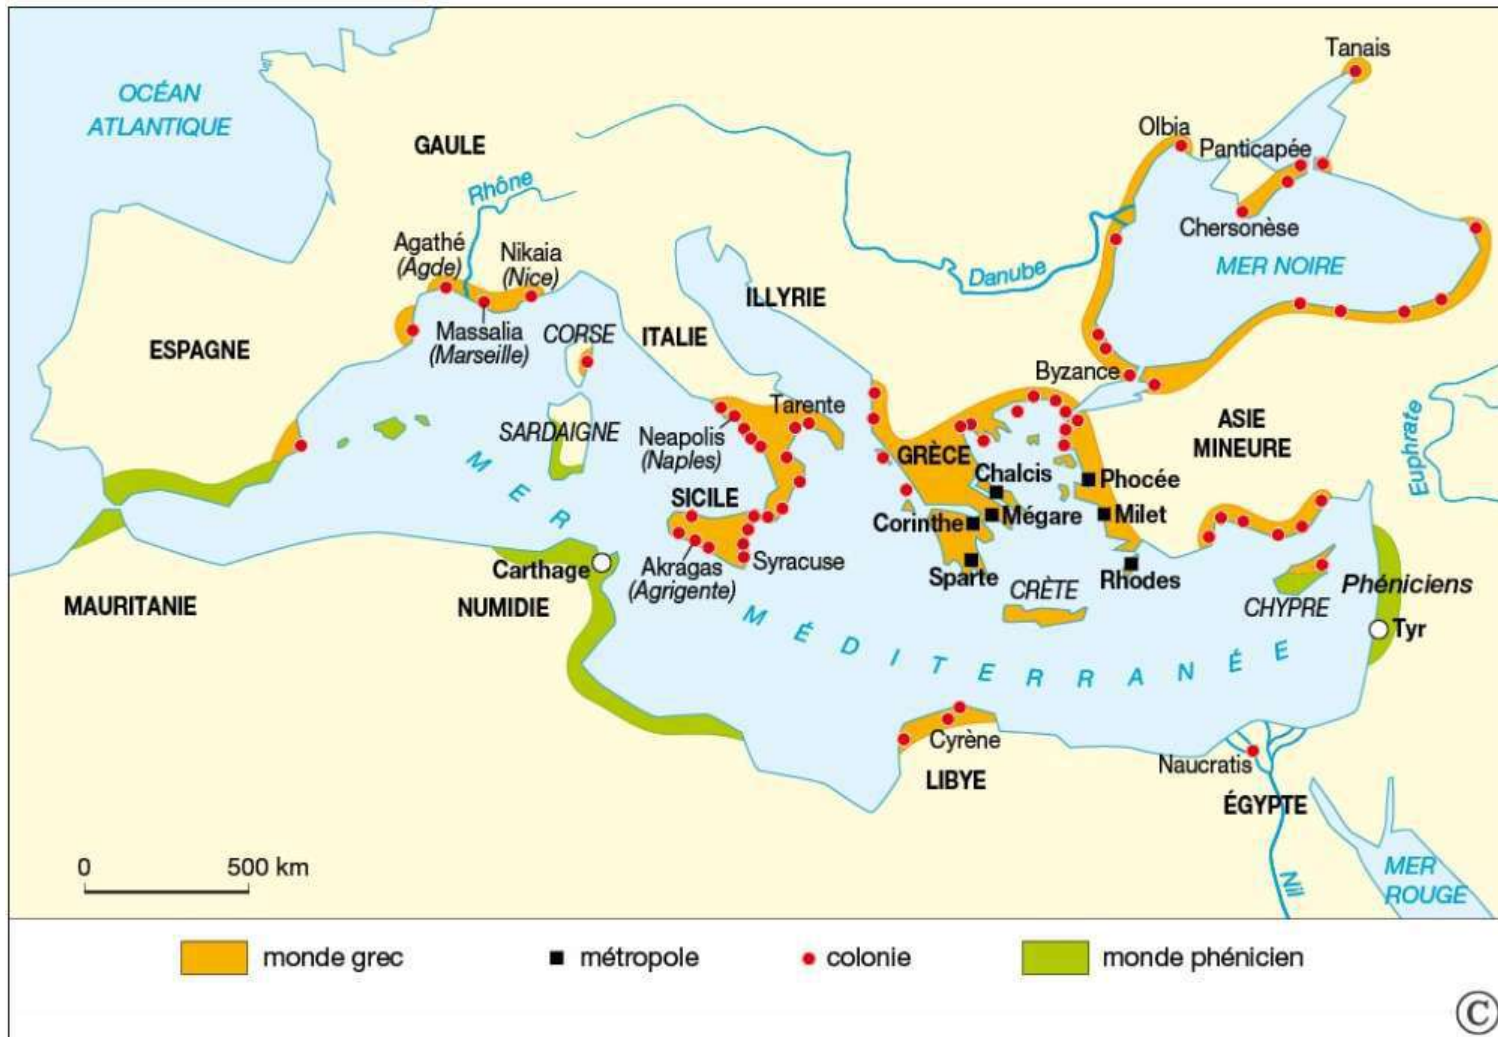 Tanais
OCÉAN
ATLANTIQUE
Olbia
GAULE
Panticapée
Rhône
Chersonèse
Agathé
(Agde)
Nikaia
(Nice)
MER NOIRE
Danube
ILLYRIE
Massalia
(Marseille)
CORSE
ITALIE
ESPAGNE
Byzance
Tarente
ASIE
MINEURE
Euphrate
SARDAIGNE
Neapolis
(Naples)
GRÈCE
Chalcis
Phocée
SICILE
Corinthe
Mégare
Milet
Carthage
Akragas
(Agrigente)
Syracuse
Sparte
Rhodes
CRÈTE
Phéniciens
CHYPRE
MAURITANIE
NUMIDIE
Tyr
MER MÉDITERRANÉE
Cyrène
LIBYE
Naucratis
ÉGYPTE
Nil
MER
ROUGE
0 500 km
monde grec
métropole
colonie
monde phénicien
©